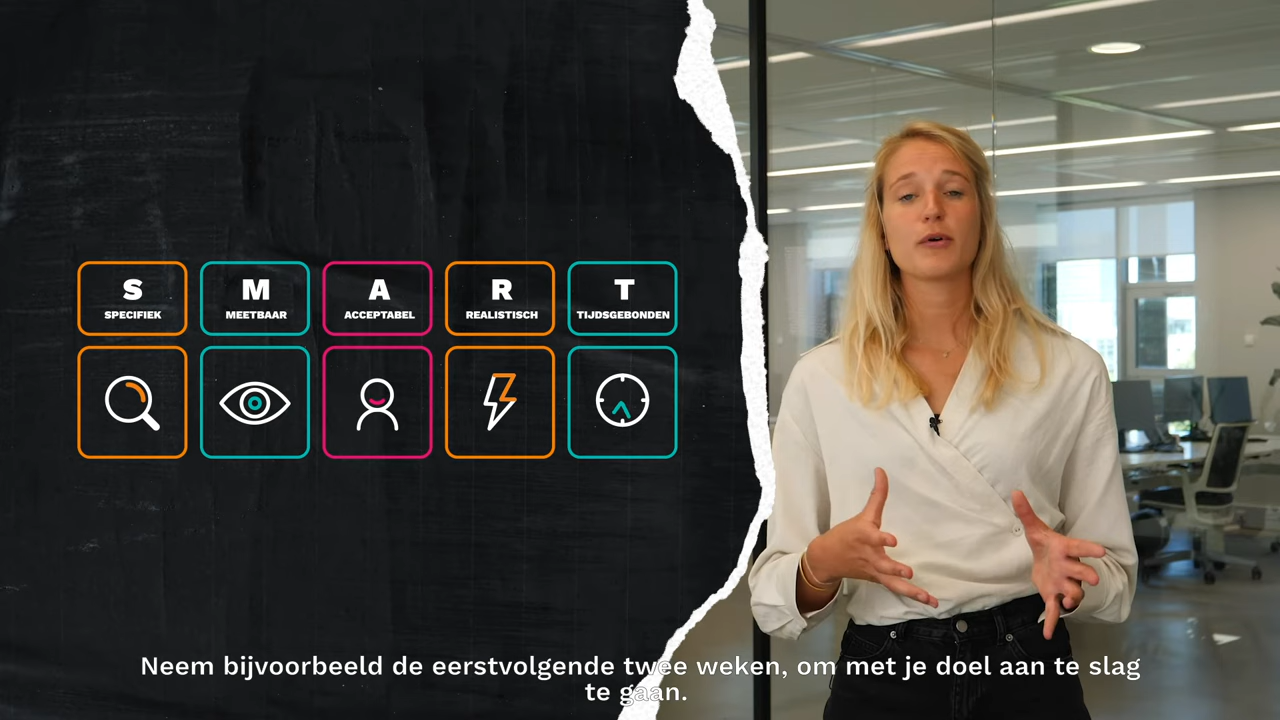 S M A R T
SPECIFIEK MEETBAAR ACCEPTABEL REALISTISCH TIJDSGEBONDEN
Neem bijvoorbeeld de eerstvolgende twee weken, om met je doel aan te slag
te gaan.